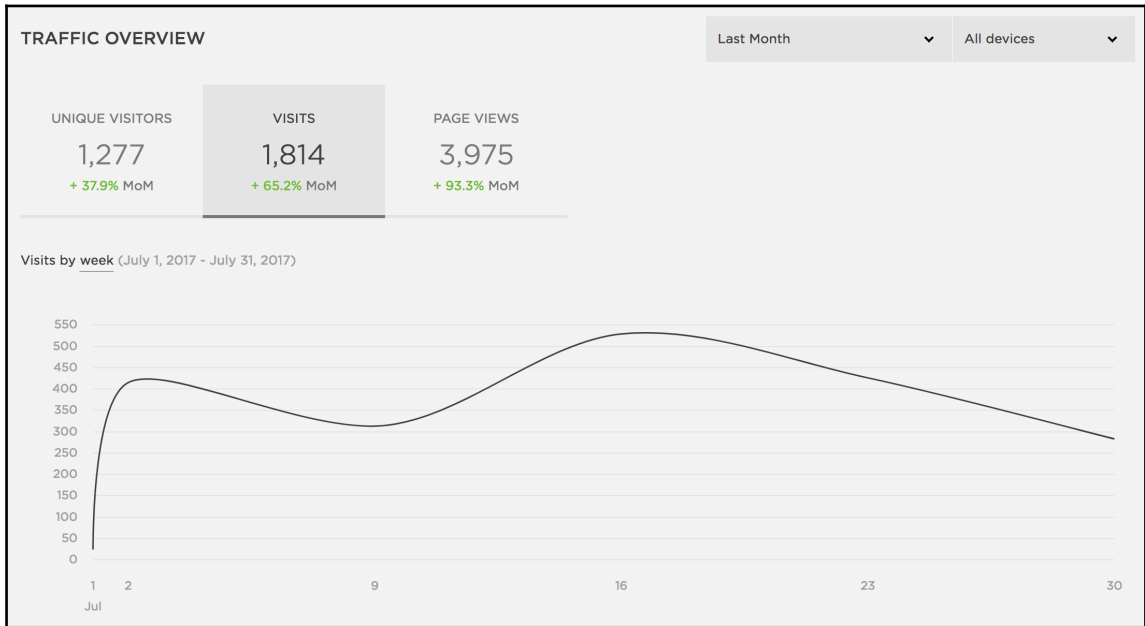 TRAFFIC OVERVIEW
Last Month
All devices
UNIQUE VISITORS
1,277
+ 37.9% MoM
VISITS
1,814
+ 65.2% MoM
PAGE VIEWS
3,975
+ 93.3% MoM
Visits by week (July 1, 2017 - July 31, 2017)
550
500
450
400
350
300
250
200
150
100
50
0
1 2 9 16 23 30
Jul